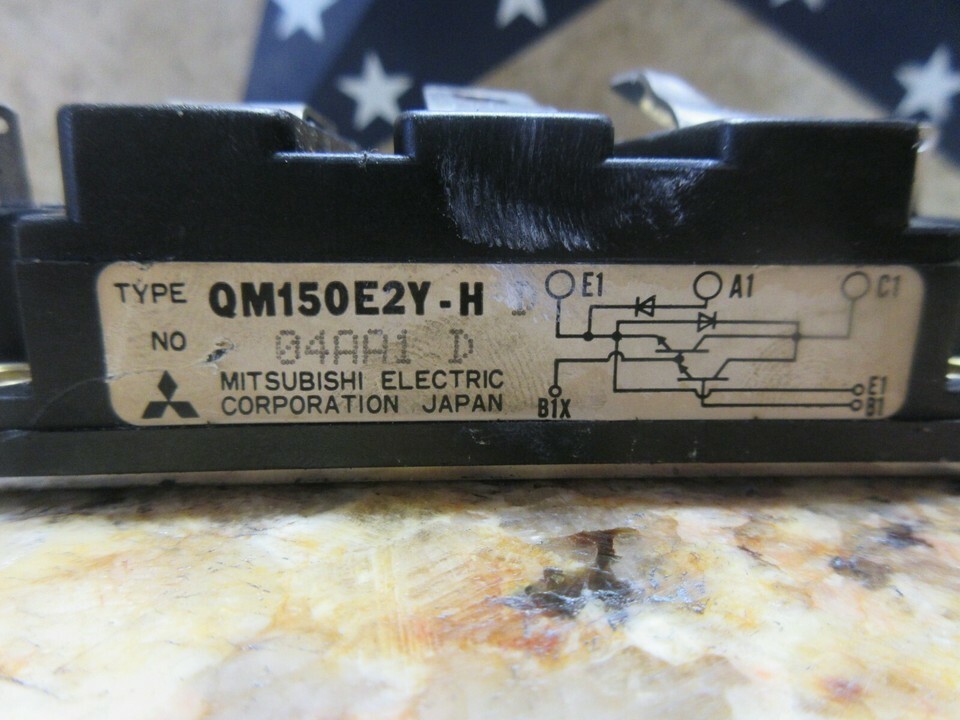 TYPE QM150E2Y-H D
NO 04AA1 D
MITSUBISHI ELECTRIC
CORPORATION JAPAN
E1 A1 C1
B1X
E1
B1